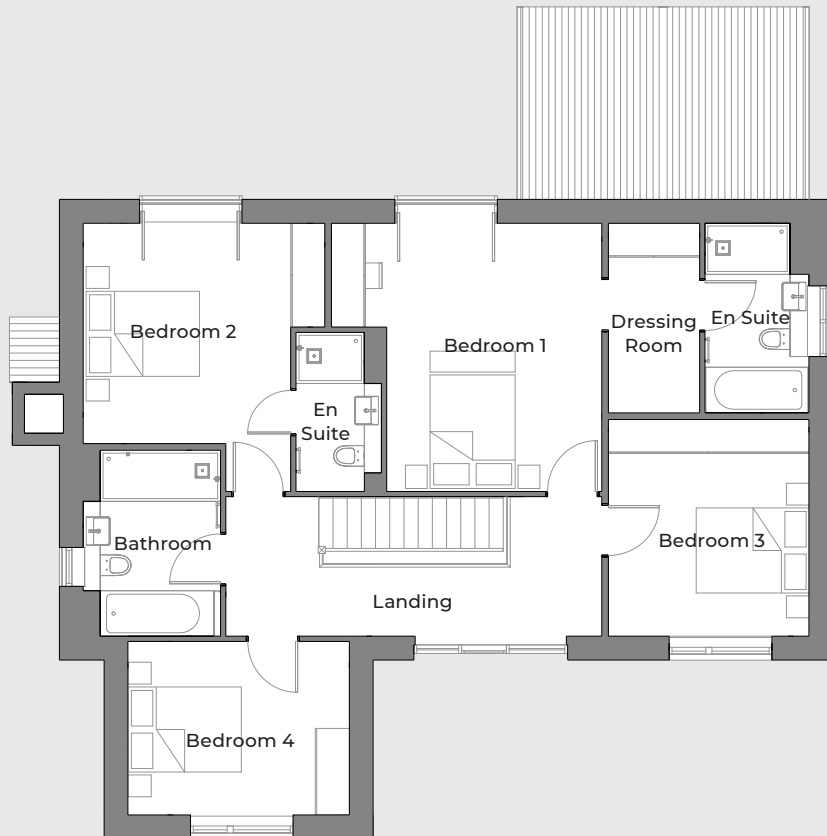 Bedroom 2
Bedroom 1
Dressing
Room
En Suite
En
Suite
Bathroom
Bedroom 3
Landing
Bedroom 4